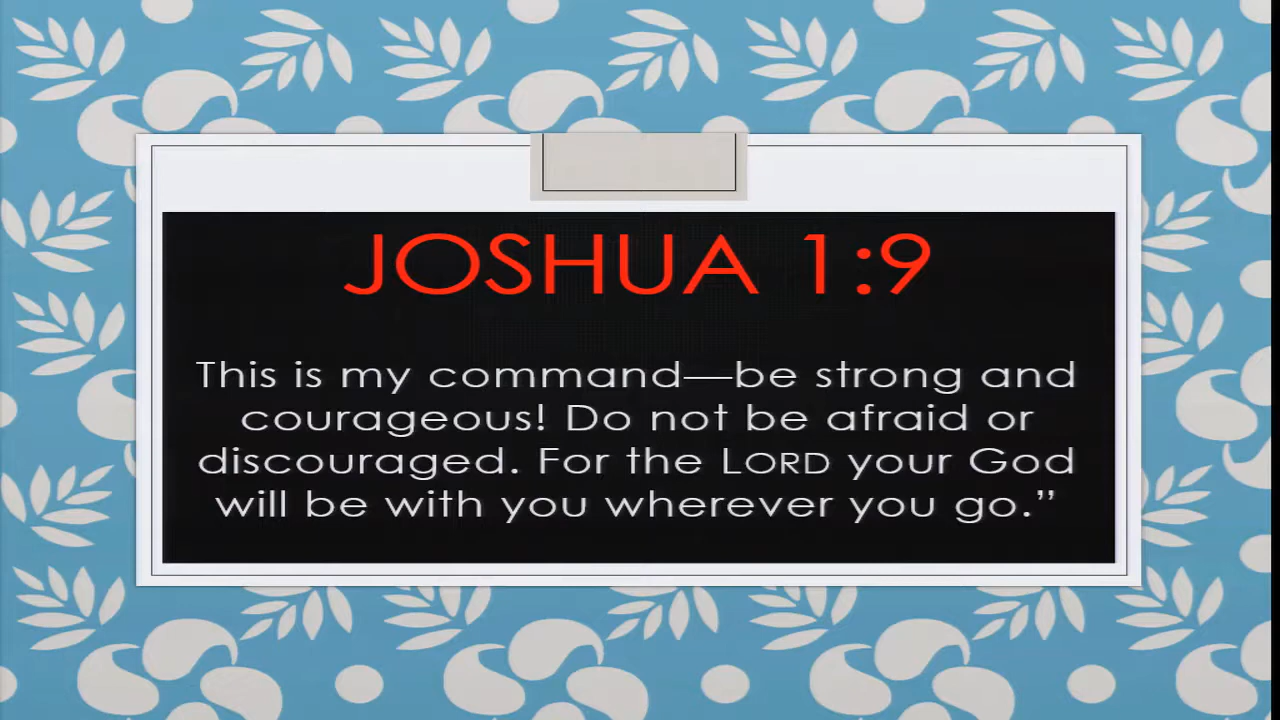 JOSHUA 1:9
This is my command—be strong and
courageous! Do not be afraid or
discouraged. For the LORD your God
will be with you wherever you go.”